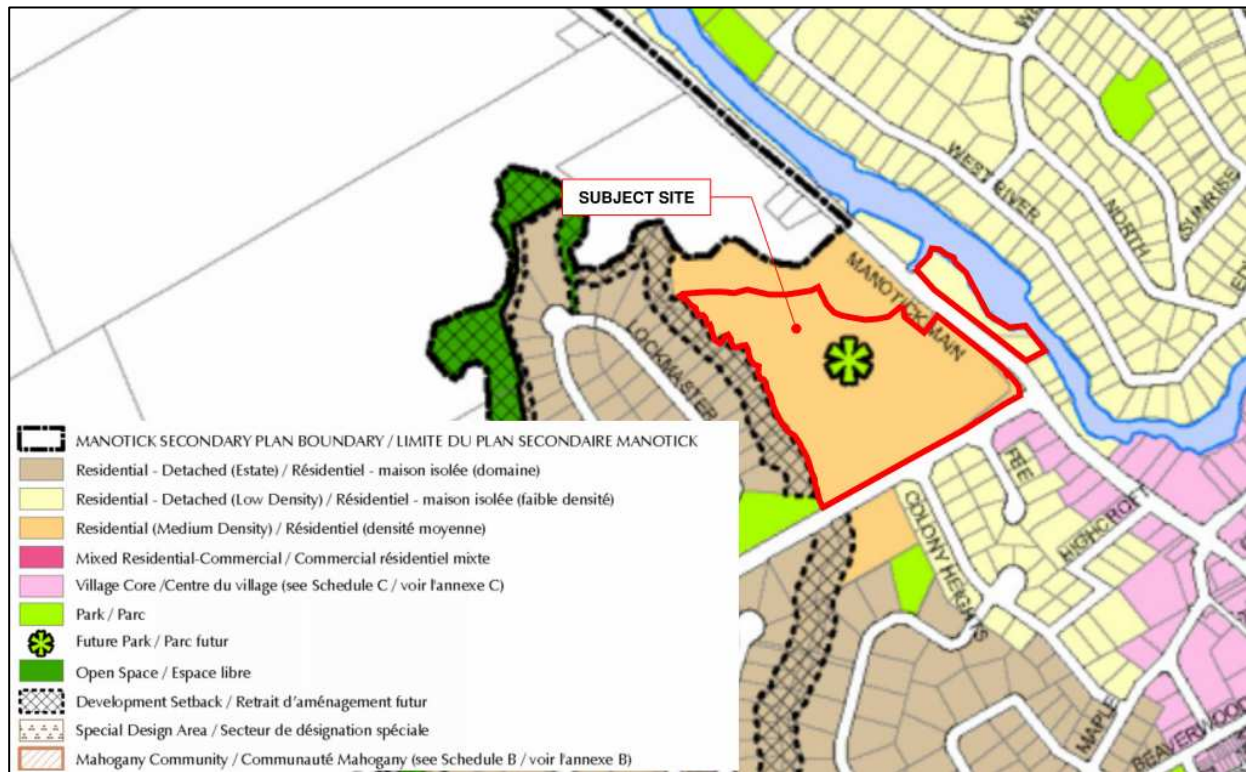 WEST RIVER
NORTH
SUNRISE
SUBJECT SITE
MANOTICK MAIN
LOCKMASTER
FEE
HIGHCROFT
COLONY HEIGHTS
MAPLE
BEAVERWOOD
MANOTICK SECONDARY PLAN BOUNDARY / LIMITE DU PLAN SECONDAIRE MANOTICK
Residential - Detached (Estate) / Résidentiel - maison isolée (domaine)
Residential - Detached (Low Density) / Résidentiel - maison isolée (faible densité)
Residential (Medium Density) / Résidentiel (densité moyenne)
Mixed Residential-Commercial / Commercial résidentiel mixte
Village Core /Centre du village (see Schedule C / voir l'annexe C)
Park / Parc
Future Park / Parc futur
Open Space / Espace libre
Development Setback / Retrait d'aménagement futur
Special Design Area / Secteur de désignation spéciale
Mahogany Community / Communauté Mahogany (see Schedule B / voir l'annexe B)